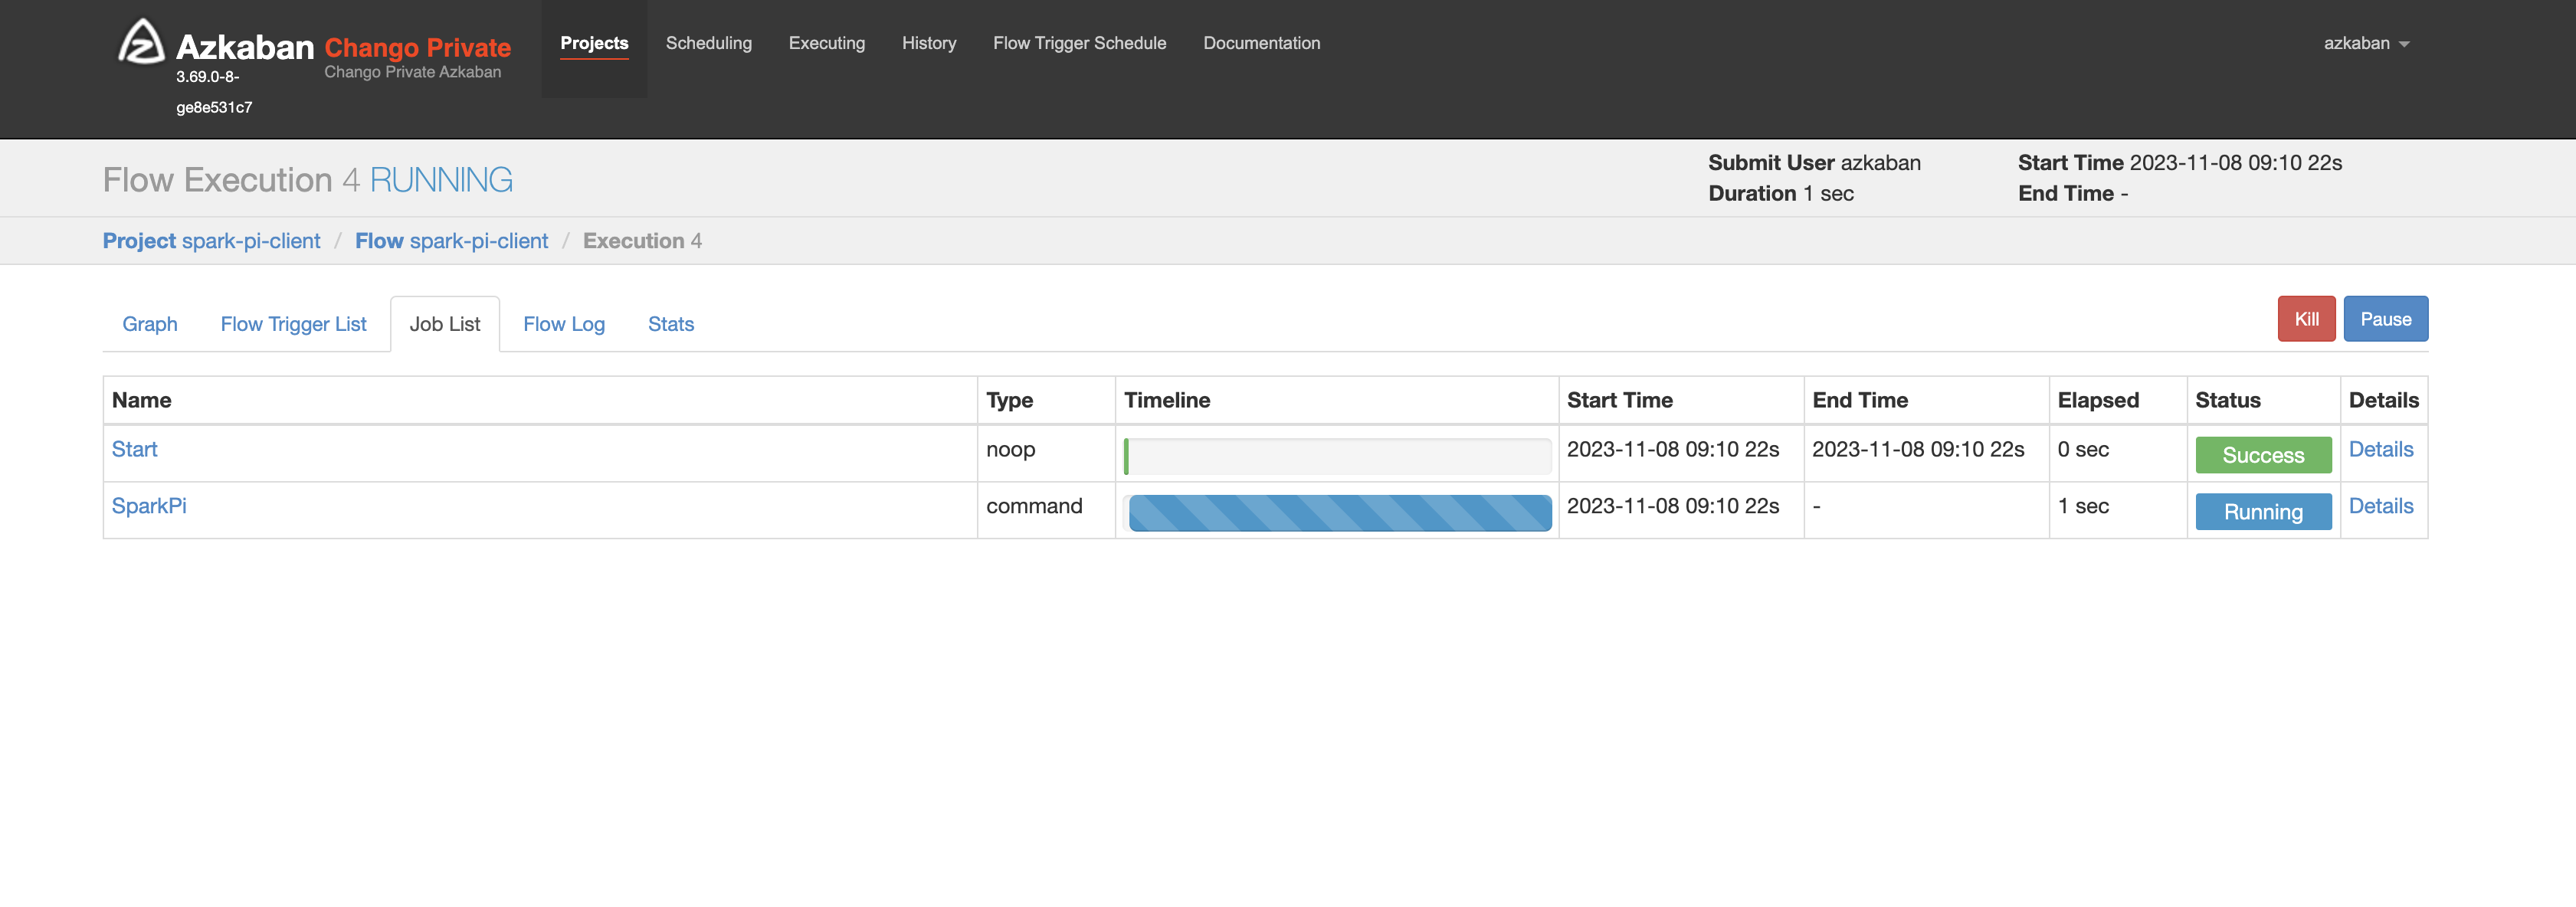 Azkaban Chango Private
3.69.0-8-
ge8e531c7
Chango Private Azkaban
Projects Scheduling Executing History Flow Trigger Schedule Documentation azkaban
Flow Execution 4 RUNNING
Submit User azkaban Start Time 2023-11-08 09:10 22s
Duration 1 sec End Time -
Project spark-pi-client / Flow spark-pi-client / Execution 4
Graph Flow Trigger List Job List Flow Log Stats Kill Pause
Name Type Timeline Start Time End Time Elapsed Status Details
Start noop 2023-11-08 09:10 22s 2023-11-08 09:10 22s 0 sec Success Details
SparkPi command 2023-11-08 09:10 22s - 1 sec Running Details